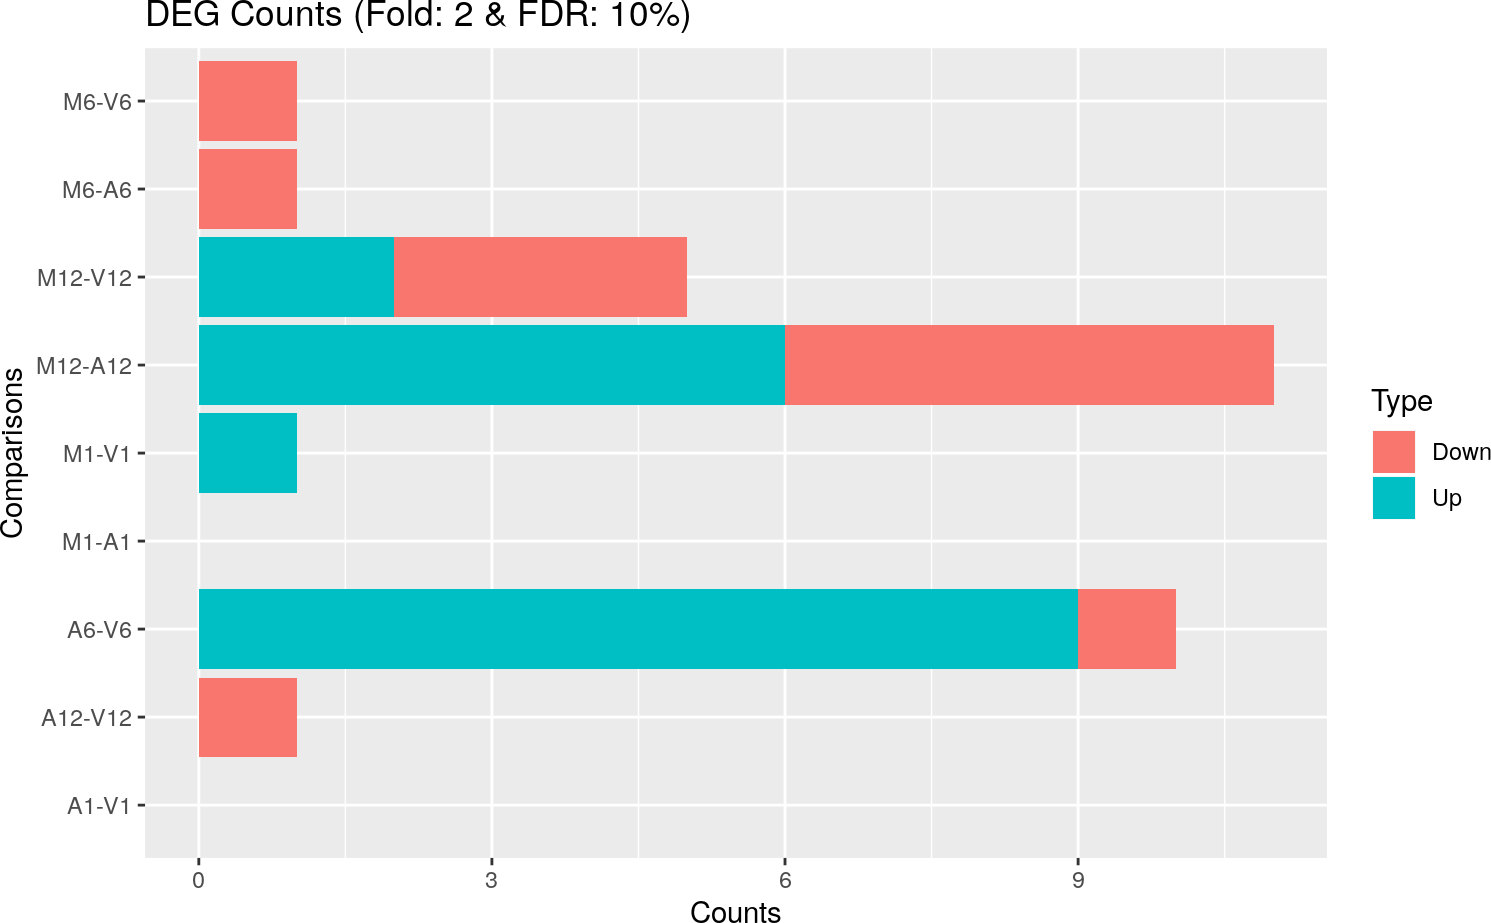 DEG Counts (Fold: 2 & FDR: 10%)
M6-V6
M6-A6
M12-V12
M12-A12
M1-V1
M1-A1
A6-V6
A12-V12
A1-V1
Comparisons
0 3 6 9
Counts
Type
Down
Up